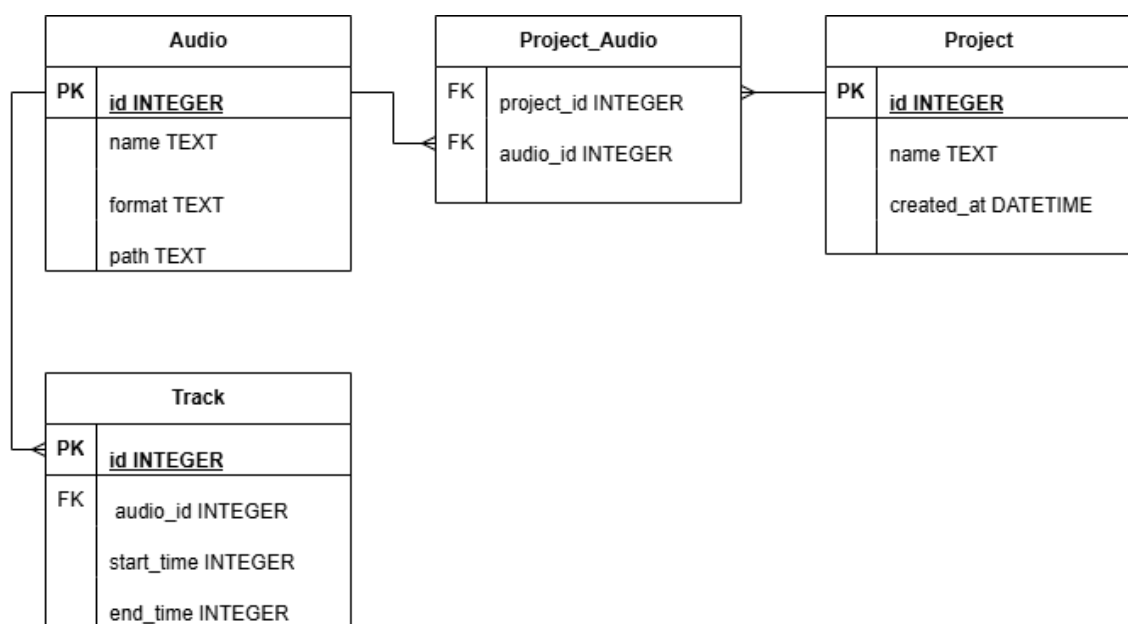 Audio
PK id INTEGER
name TEXT
format TEXT
path TEXT
Project_Audio
FK project_id INTEGER
FK audio_id INTEGER
Project
PK id INTEGER
name TEXT
created_at DATETIME
Track
PK id INTEGER
FK audio_id INTEGER
start_time INTEGER
end_time INTEGER